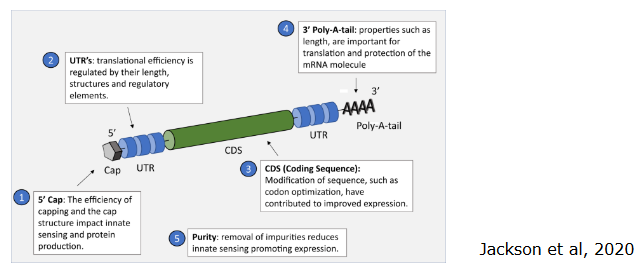 4
3’ Poly-A-tail: properties such as
length, are important for
translation and protection of the
mRNA molecule
2
UTR’s: translational efficiency is
regulated by their length,
structures and regulatory
elements.
3’
AAAA
Poly-A-tail
UTR
CDS
5’
Cap
UTR
3
CDS (Coding Sequence):
Modification of sequence, such as
codon optimization, have
contributed to improved expression.
1
5’ Cap: The efficiency of
capping and the cap
structure impact innate
sensing and protein
production.
5
Purity: removal of impurities reduces
innate sensing promoting expression.
Jackson et al, 2020